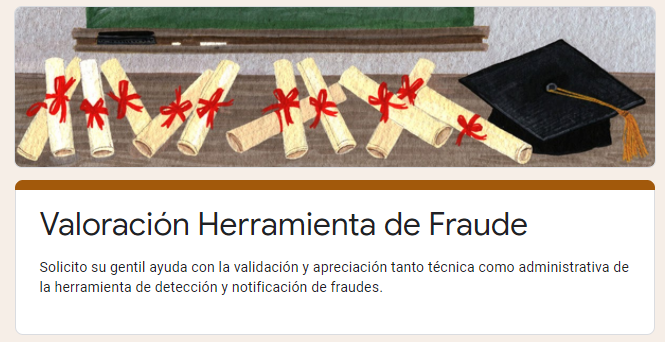 Valoración Herramienta de Fraude
Solicito su gentil ayuda con la validación y apreciación tanto técnica como administrativa de
la herramienta de detección y notificación de fraudes.